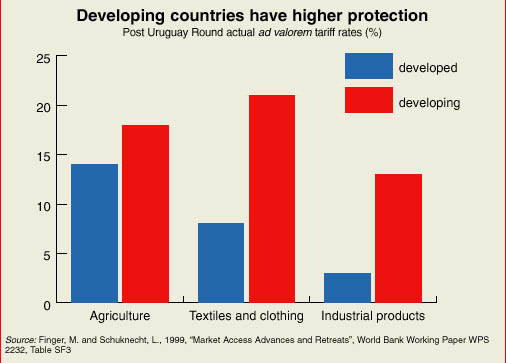 Developing countries have higher protection
Post Uruguay Round actual ad valorem tariff rates (%)
25
20
15
10
5
0
developed
developing
Agriculture
Textiles and clothing
Industrial products
Source: Finger, M. and Schuknecht, L., 1999, “Market Access Advances and Retreats”, World Bank Working Paper WPS
2232, Table SF3